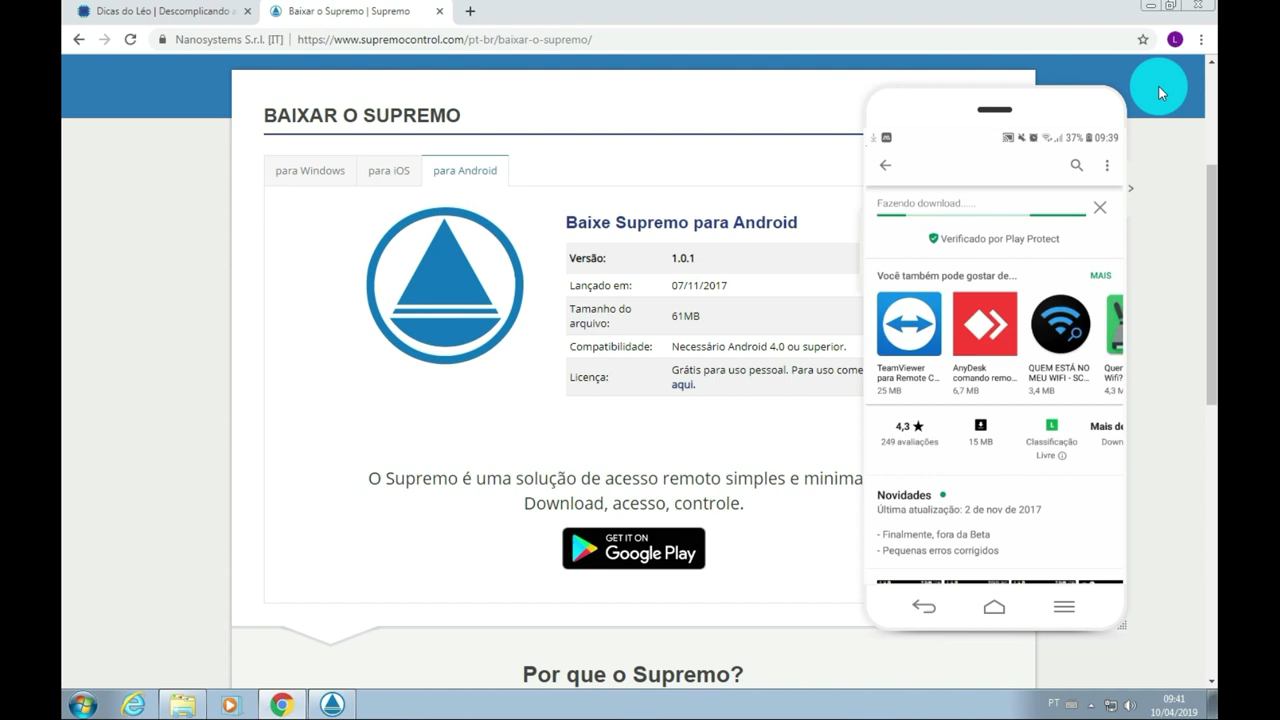 Dicas do Léo | Descomplicando
Baixar o Supremo | Supremo
Nanosystems S.r.l. [IT] | https://www.supremocontrol.com/pt-br/baixar-o-supremo/
L
BAIXAR O SUPREMO
para Windows
para iOS
para Android
Baixe Supremo para Android
Versão: 1.0.1
Lançado em: 07/11/2017
Tamanho do
arquivo: 61MB
Compatibilidade: Necessário Android 4.0 ou superior.
Licença: Grátis para uso pessoal. Para uso come
aqui.
O Supremo é uma solução de acesso remoto simples e minima
Download, acesso, controle.
GET IT ON
Google Play
Por que o Supremo?
37% 09:39
Fazendo download......
Verificado por Play Protect
Você também pode gostar de...
MAIS
TeamViewer
para Remote C...
25 MB
AnyDesk
comando remo...
6,7 MB
QUEM ESTÁ NO
MEU WIFI - SC...
3,4 MB
Quer
Wifi?
4,3 M
4,3 ★
249 avaliações
15 MB
L
Classificação
Livre
Mais de
Down
Novidades
Última atualização: 2 de nov de 2017
- Finalmente, fora da Beta
- Pequenas erros corrigidos
PT
09:41
10/04/2019